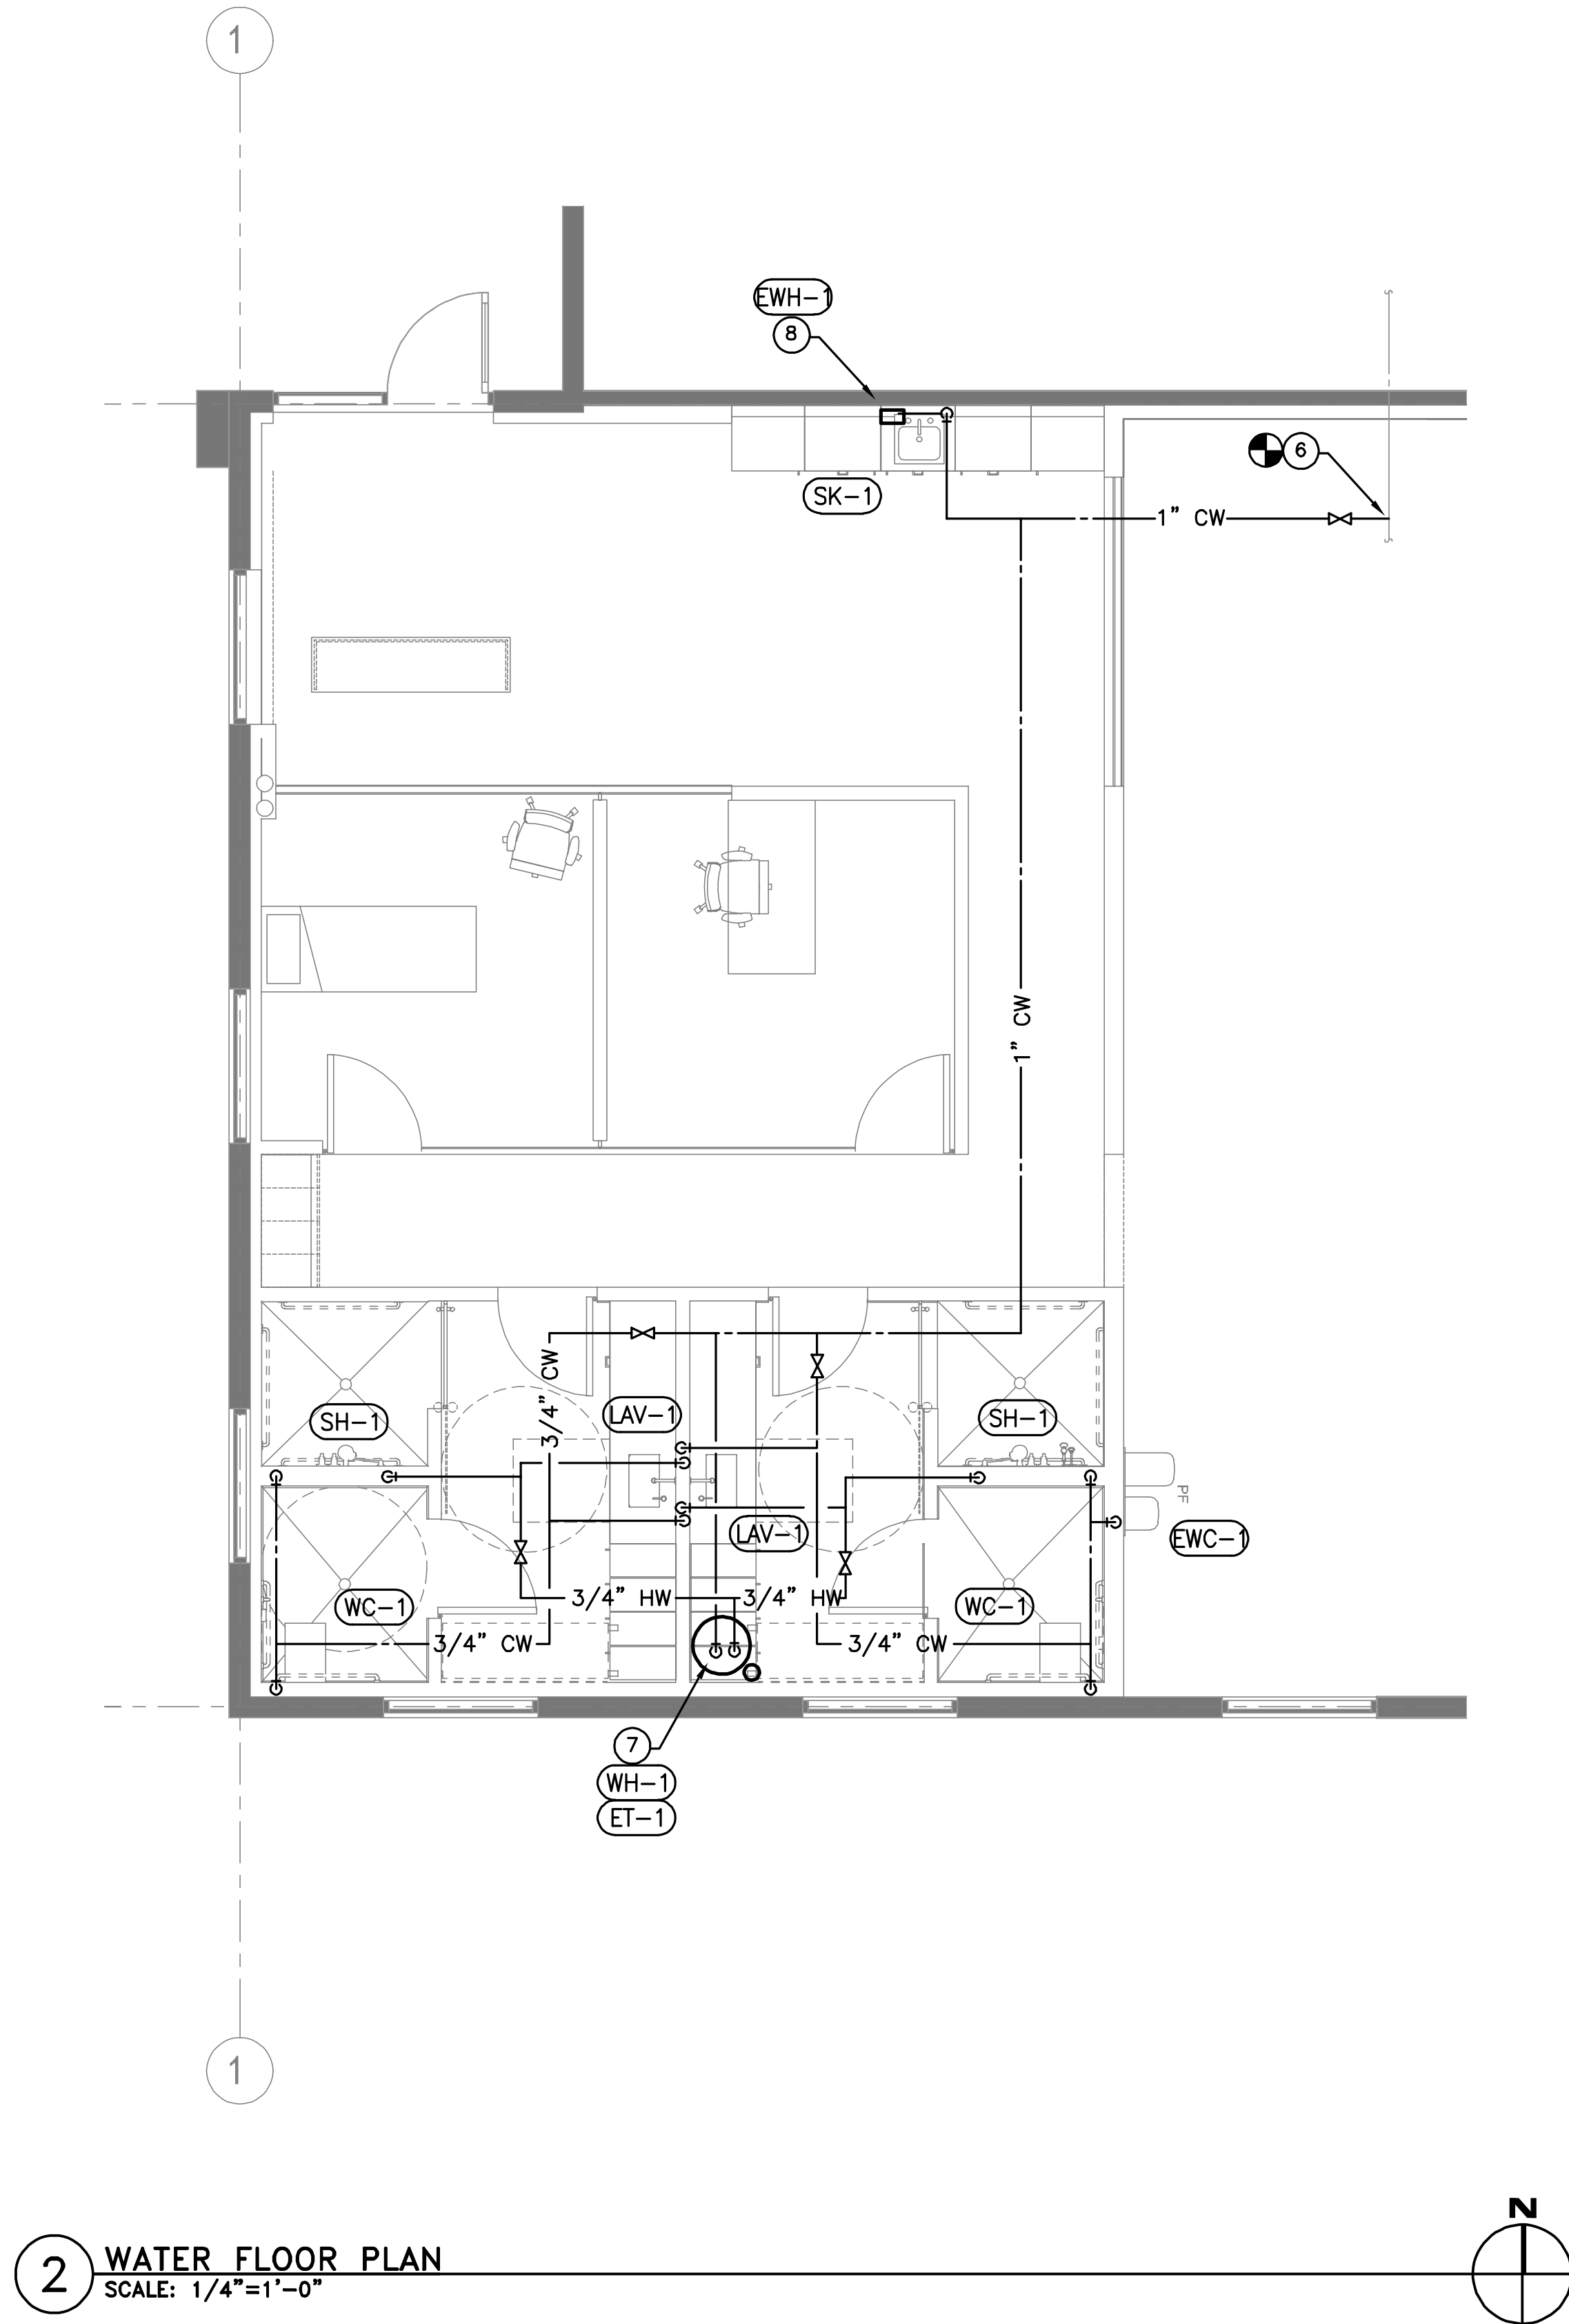 1
EWH-1
8
6
SK-1
1" CW
1" CW
3/4" CW
LAV-1
SH-1
SH-1
PF
LAV-1
EWC-1
WC-1
3/4" HW
3/4" HW
WC-1
3/4" CW
3/4" CW
7
WH-1
ET-1
1
N
2
WATER FLOOR PLAN
SCALE: 1/4"=1'-0"